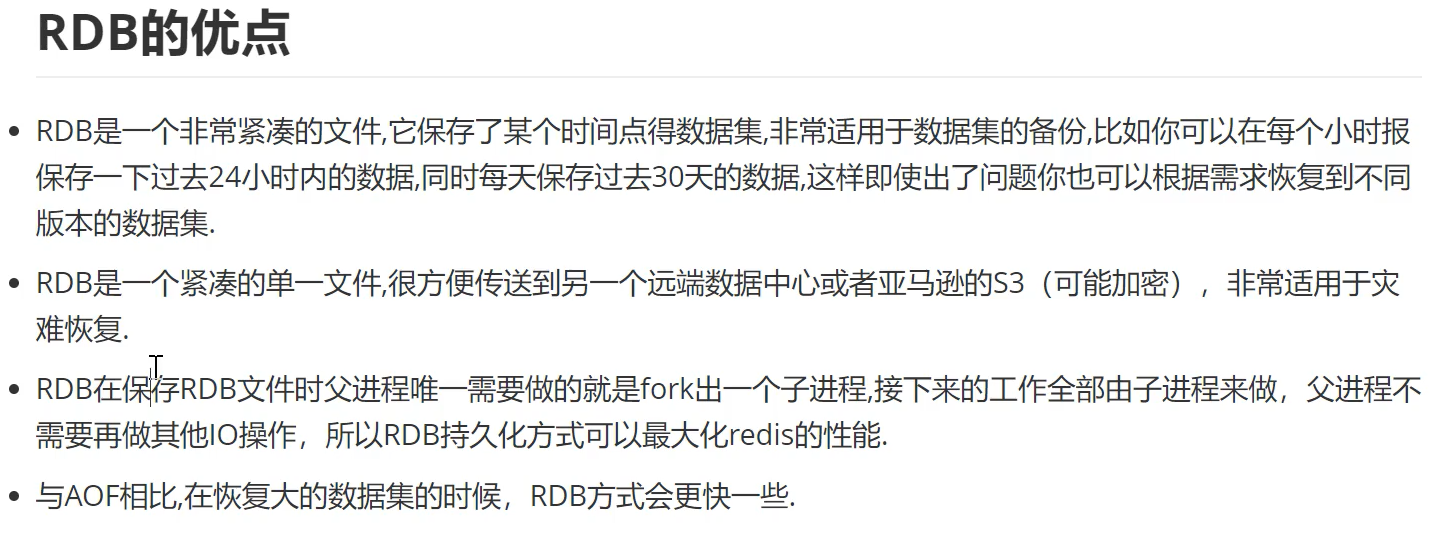 RDB的优点
RDB是一个非常紧凑的文件,它保存了某个时间点得数据集,非常适用于数据集的备份,比如你可以在每个小时报
保存一下过去24小时内的数据,同时每天保存过去30天的数据,这样即使出了问题你也可以根据需求恢复到不同
版本的数据集.
RDB是一个紧凑的单一文件,很方便传送到另一个远端数据中心或者亚马逊的S3（可能加密），非常适用于灾
难恢复.
RDB在保存RDB文件时父进程唯一需要做的就是fork出一个子进程,接下来的工作全部由子进程来做，父进程不
需要再做其他IO操作，所以RDB持久化方式可以最大化redis的性能.
与AOF相比,在恢复大的数据集的时候，RDB方式会更快一些.